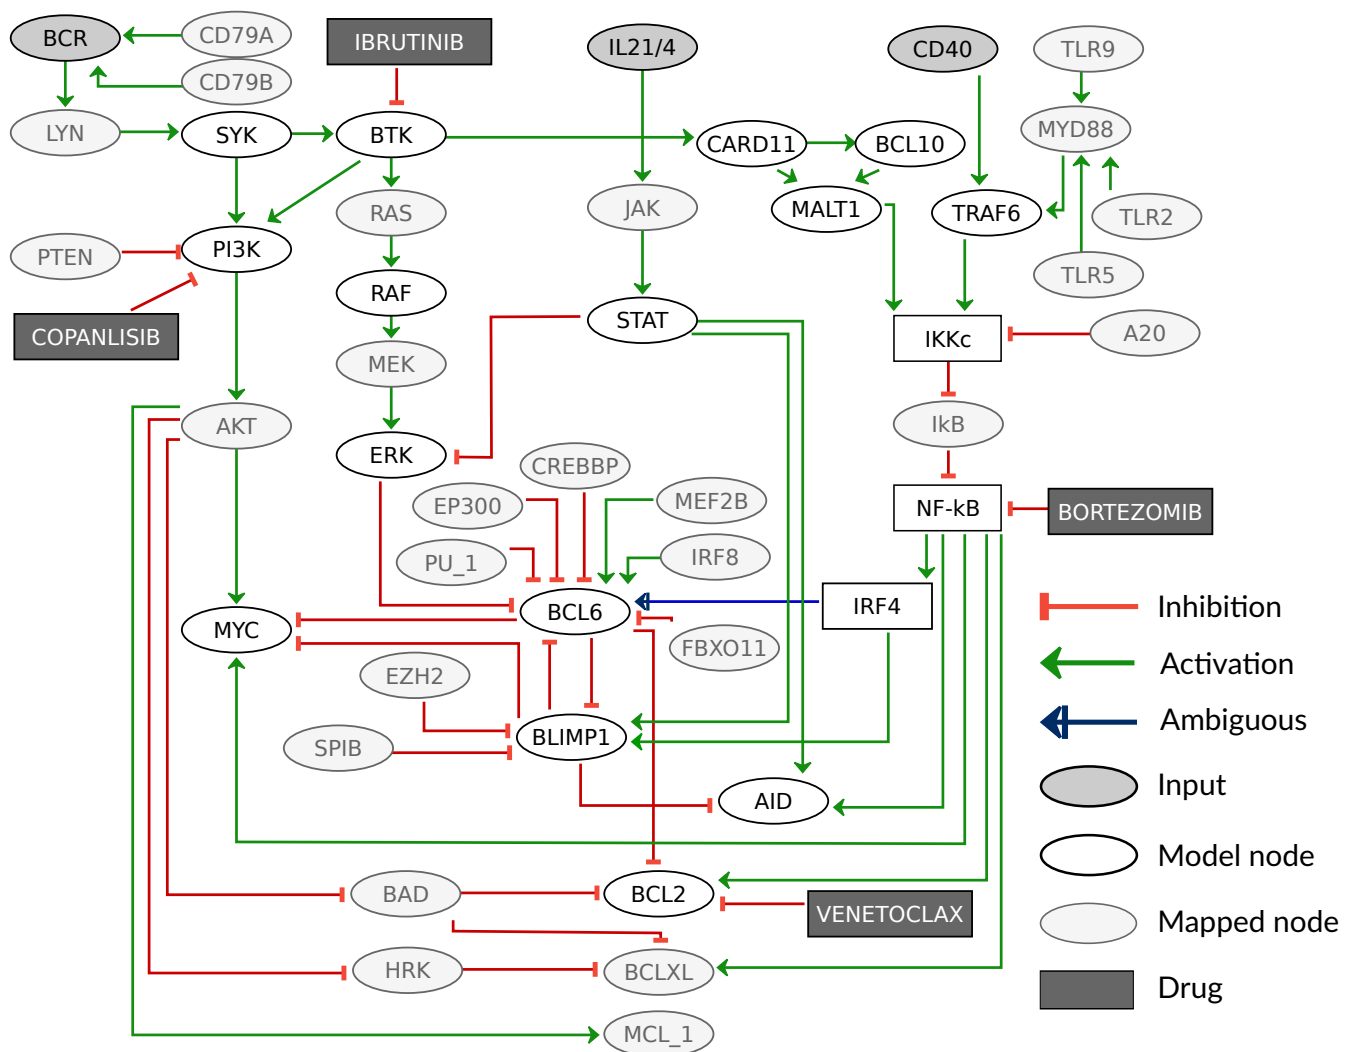 BCR
CD79A
IBRUTINIB
IL21/4
CD40
TLR9
CD79B
LYN
SYK
BTK
CARD11
BCL10
MYD88
RAS
JAK
MALT1
TRAF6
TLR2
PTEN
PI3K
TLR5
RAF
COPANLISIB
STAT
IKKc
A20
MEK
AKT
IkB
ERK
CREBBP
EP300
MEF2B
NF-kB
BORTEZOMIB
PU_1
IRF8
BCL6
IRF4
Inhibition
MYC
FBXO11
Activation
EZH2
Ambiguous
SPIB
BLIMP1
Input
AID
Model node
BAD
BCL2
VENETOCLAX
Mapped node
HRK
BCLXL
Drug
MCL_1